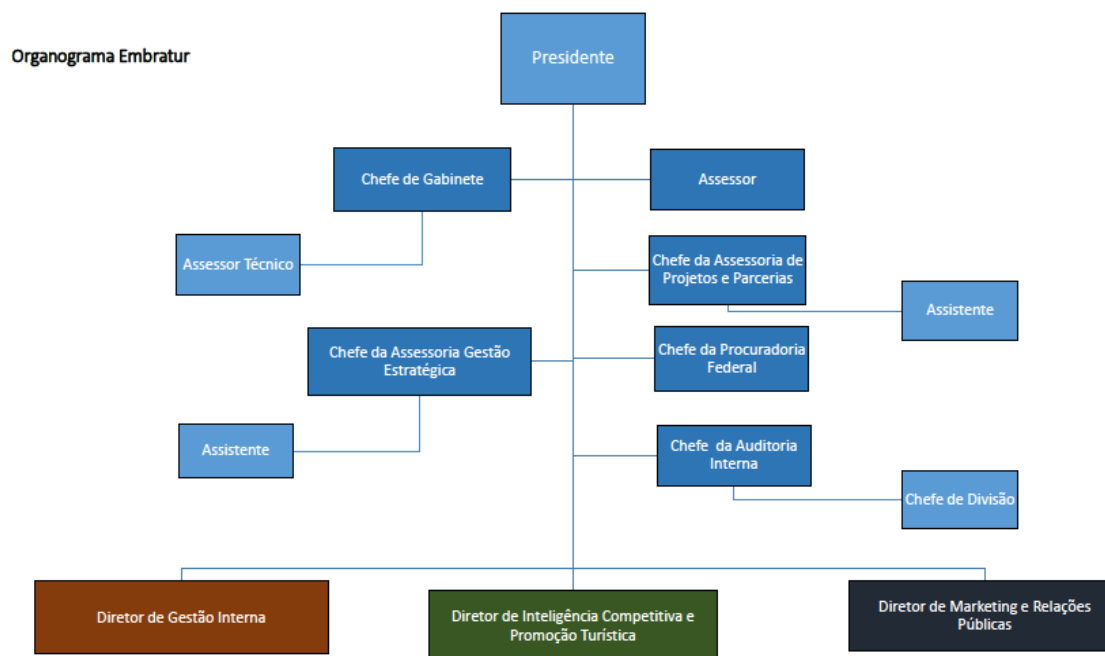 Organograma Embratur
Presidente
Chefe de Gabinete
Assessor
Assessor Técnico
Chefe da Assessoria de
Projetos e Parcerias
Assistente
Chefe da Assessoria Gestão
Estratégica
Chefe da Procuradoria
Federal
Assistente
Chefe da Auditoria
Interna
Chefe de Divisão
Diretor de Gestão Interna
Diretor de Inteligência Competitiva e
Promoção Turística
Diretor de Marketing e Relações
Públicas